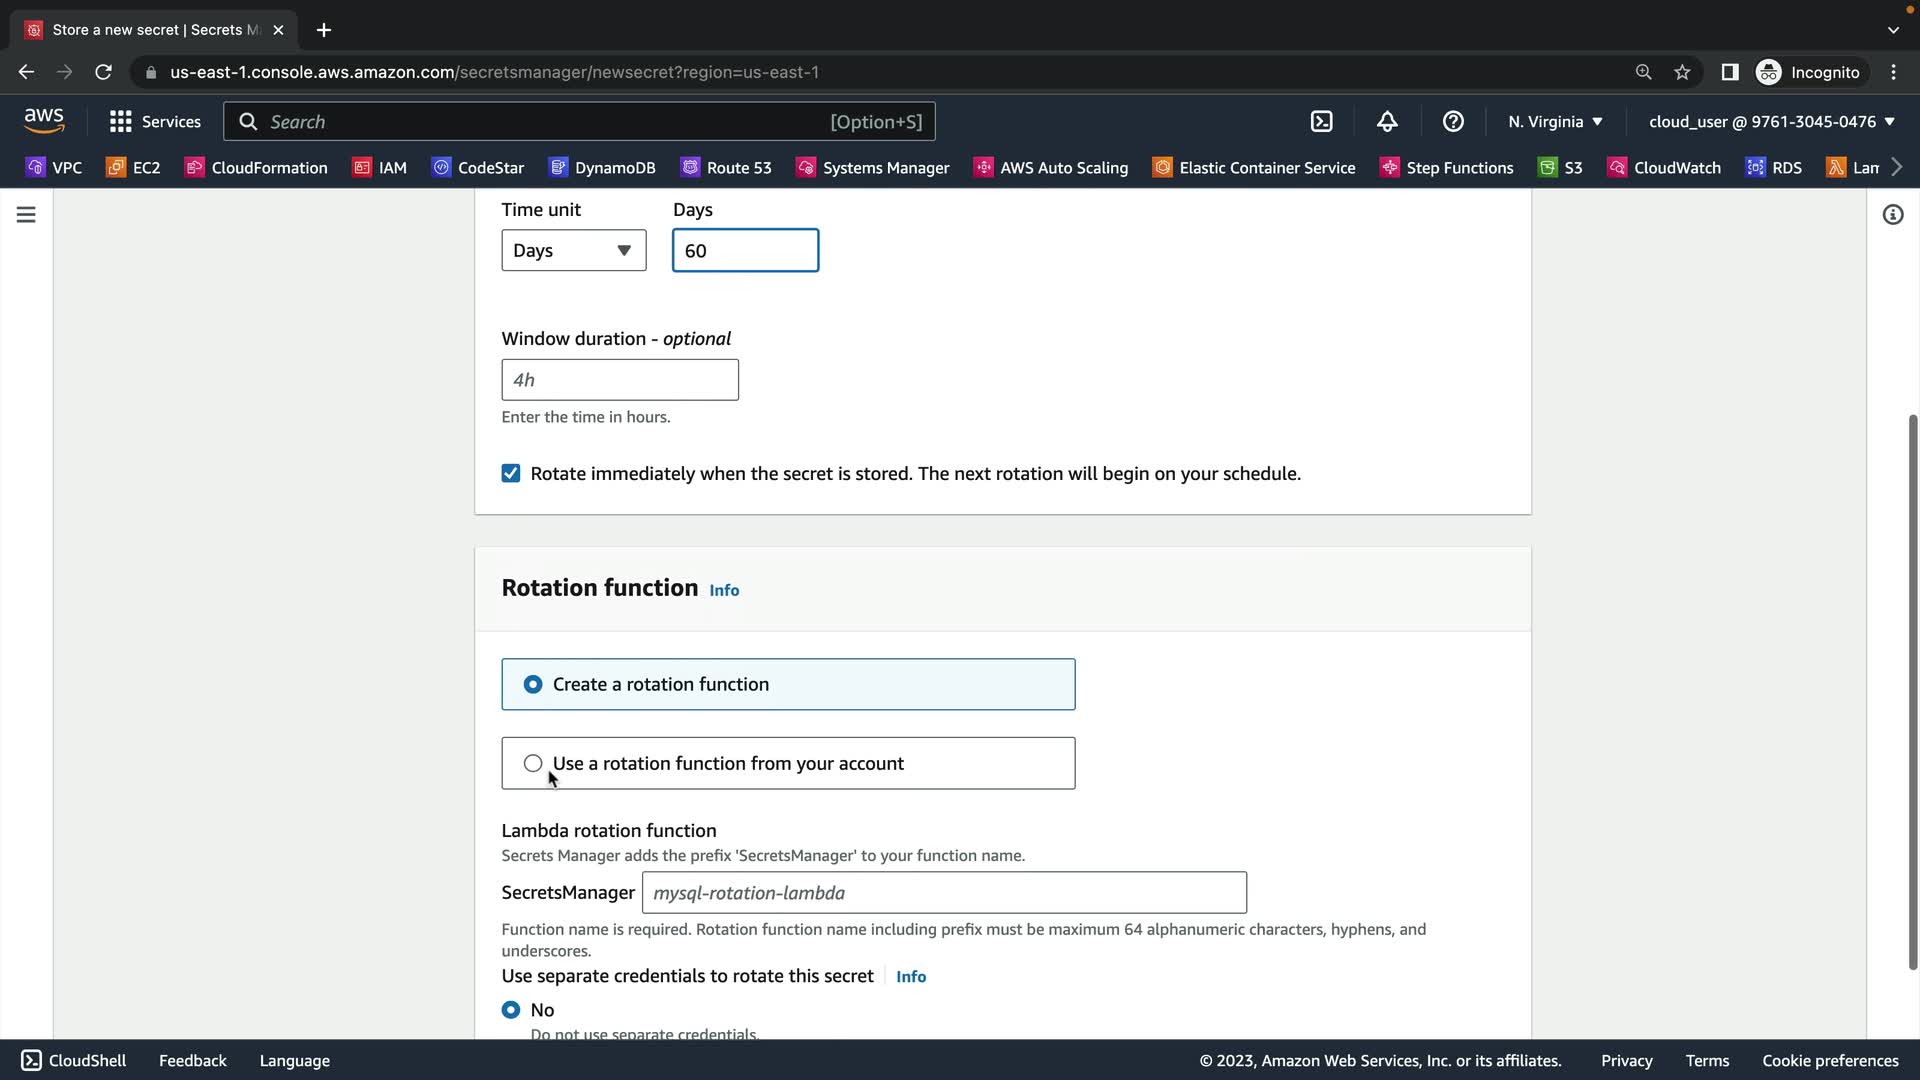 Store a new secret | Secrets M
us-east-1.console.aws.amazon.com/secretsmanager/newsecret?region=us-east-1
Incognito
aws
Services
Search
[Option+S]
N. Virginia
cloud_user @ 9761-3045-0476
VPC
EC2
CloudFormation
IAM
CodeStar
DynamoDB
Route 53
Systems Manager
AWS Auto Scaling
Elastic Container Service
Step Functions
S3
CloudWatch
RDS
Lam
Time unit
Days
Days
60
Window duration - optional
4h
Enter the time in hours.
Rotate immediately when the secret is stored. The next rotation will begin on your schedule.
Rotation function Info
Create a rotation function
Use a rotation function from your account
Lambda rotation function
Secrets Manager adds the prefix 'SecretsManager' to your function name.
SecretsManager
mysql-rotation-lambda
Function name is required. Rotation function name including prefix must be maximum 64 alphanumeric characters, hyphens, and
underscores.
Use separate credentials to rotate this secret
Info
No
Do not use separate credentials.
CloudShell
Feedback
Language
© 2023, Amazon Web Services, Inc. or its affiliates.
Privacy
Terms
Cookie preferences